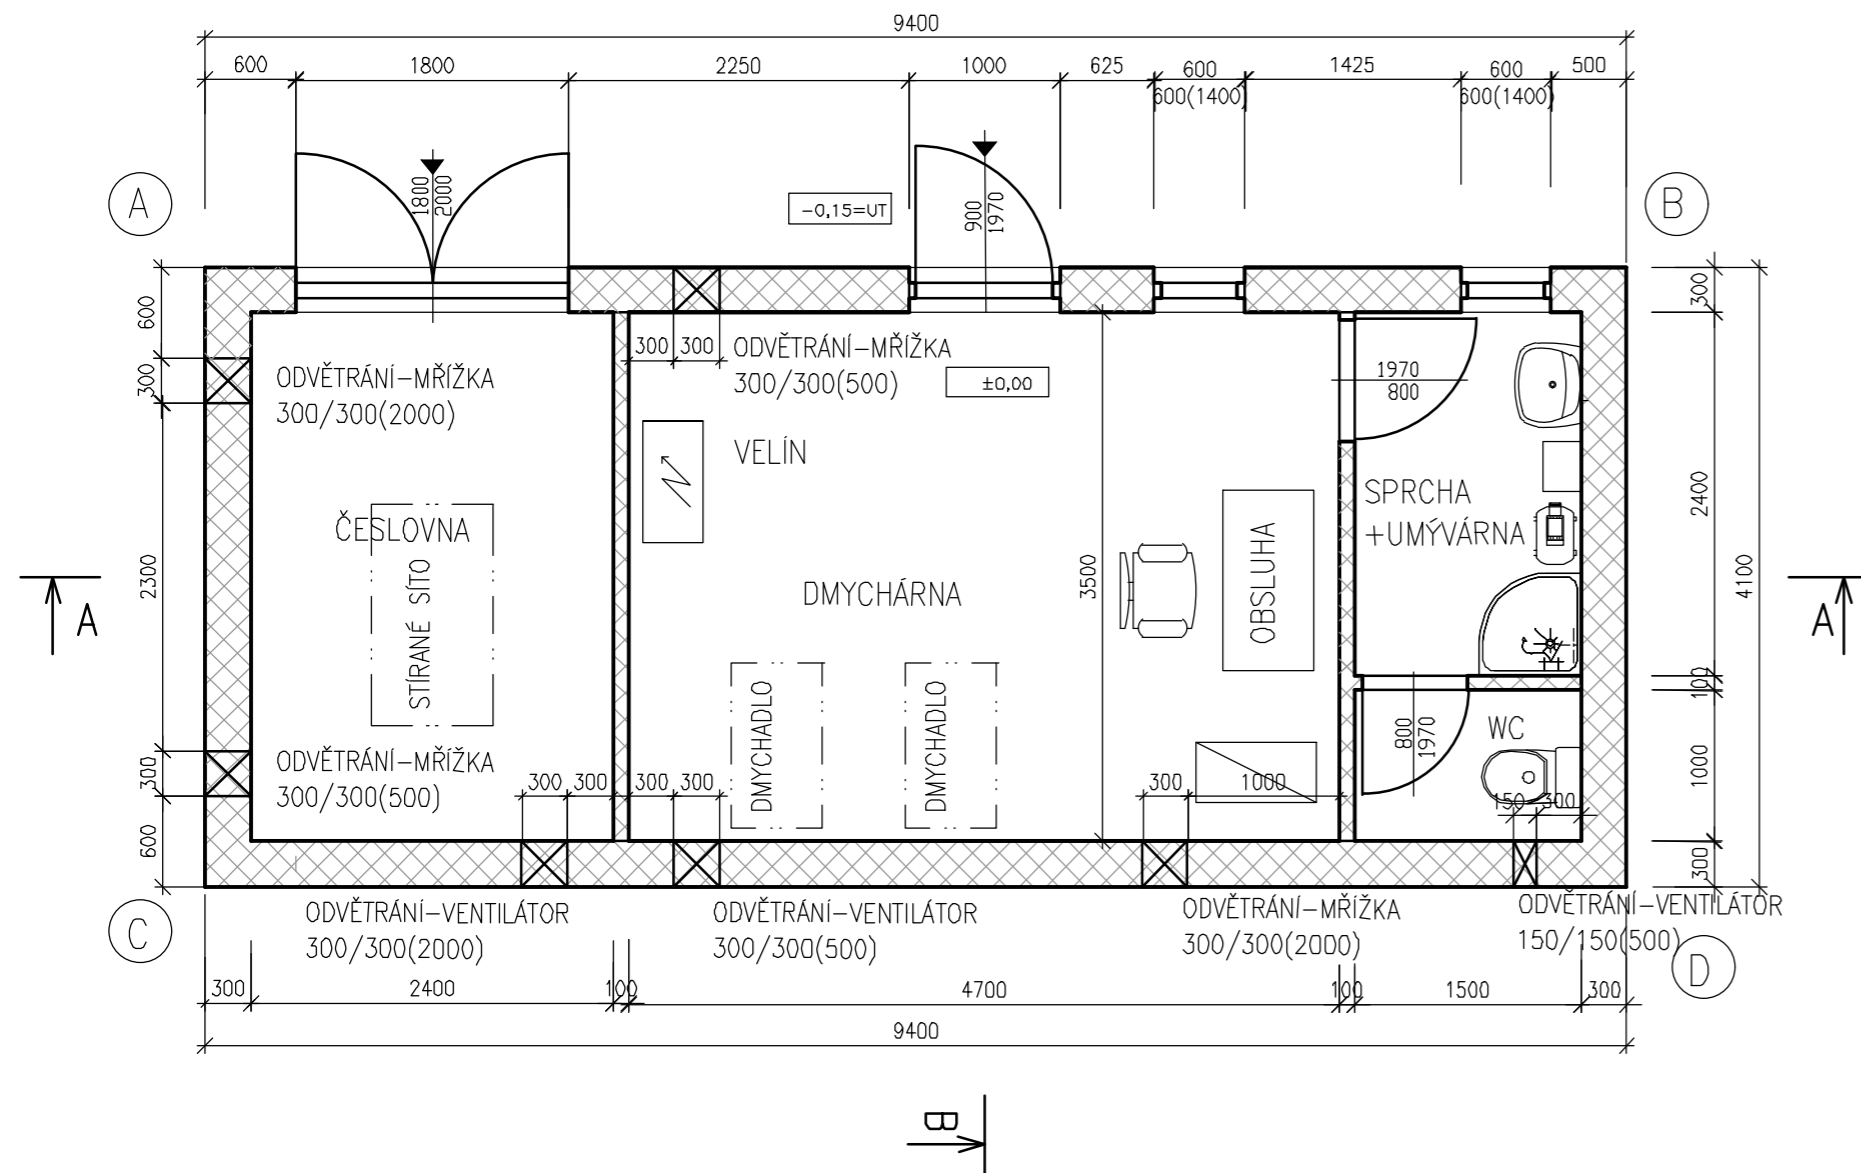 9400
600 1800 2250 1000 625 600 1425 600 500
600(1400) 600(1400)
A
1800
2000
-0,15=UT
900
1970
B
600
300
2300
300
600
300
2400
100
1000
300
4100
300 300
ODVĚTRÁNÍ-MŘÍŽKA
300/300(500)
±0,00
1970
800
ODVĚTRÁNÍ-MŘÍŽKA
300/300(2000)
VELÍN
ČESLOVNA
STÍRANÉ SÍTO
DMYCHÁRNA
3500
OBSLUHA
SPRCHA
+UMÝVÁRNA
A
A
DMYCHADLO
DMYCHADLO
800
1970
WC
ODVĚTRÁNÍ-MŘÍŽKA
300/300(500)
300 300 300 300 300 1000 150 300
C
ODVĚTRÁNÍ-VENTILÁTOR
300/300(2000)
ODVĚTRÁNÍ-VENTILÁTOR
300/300(500)
ODVĚTRÁNÍ-MŘÍŽKA
300/300(2000)
ODVĚTRÁNÍ-VENTILÁTOR
150/150(500)
D
300 2400 100 4700 100 1500 300
9400
B